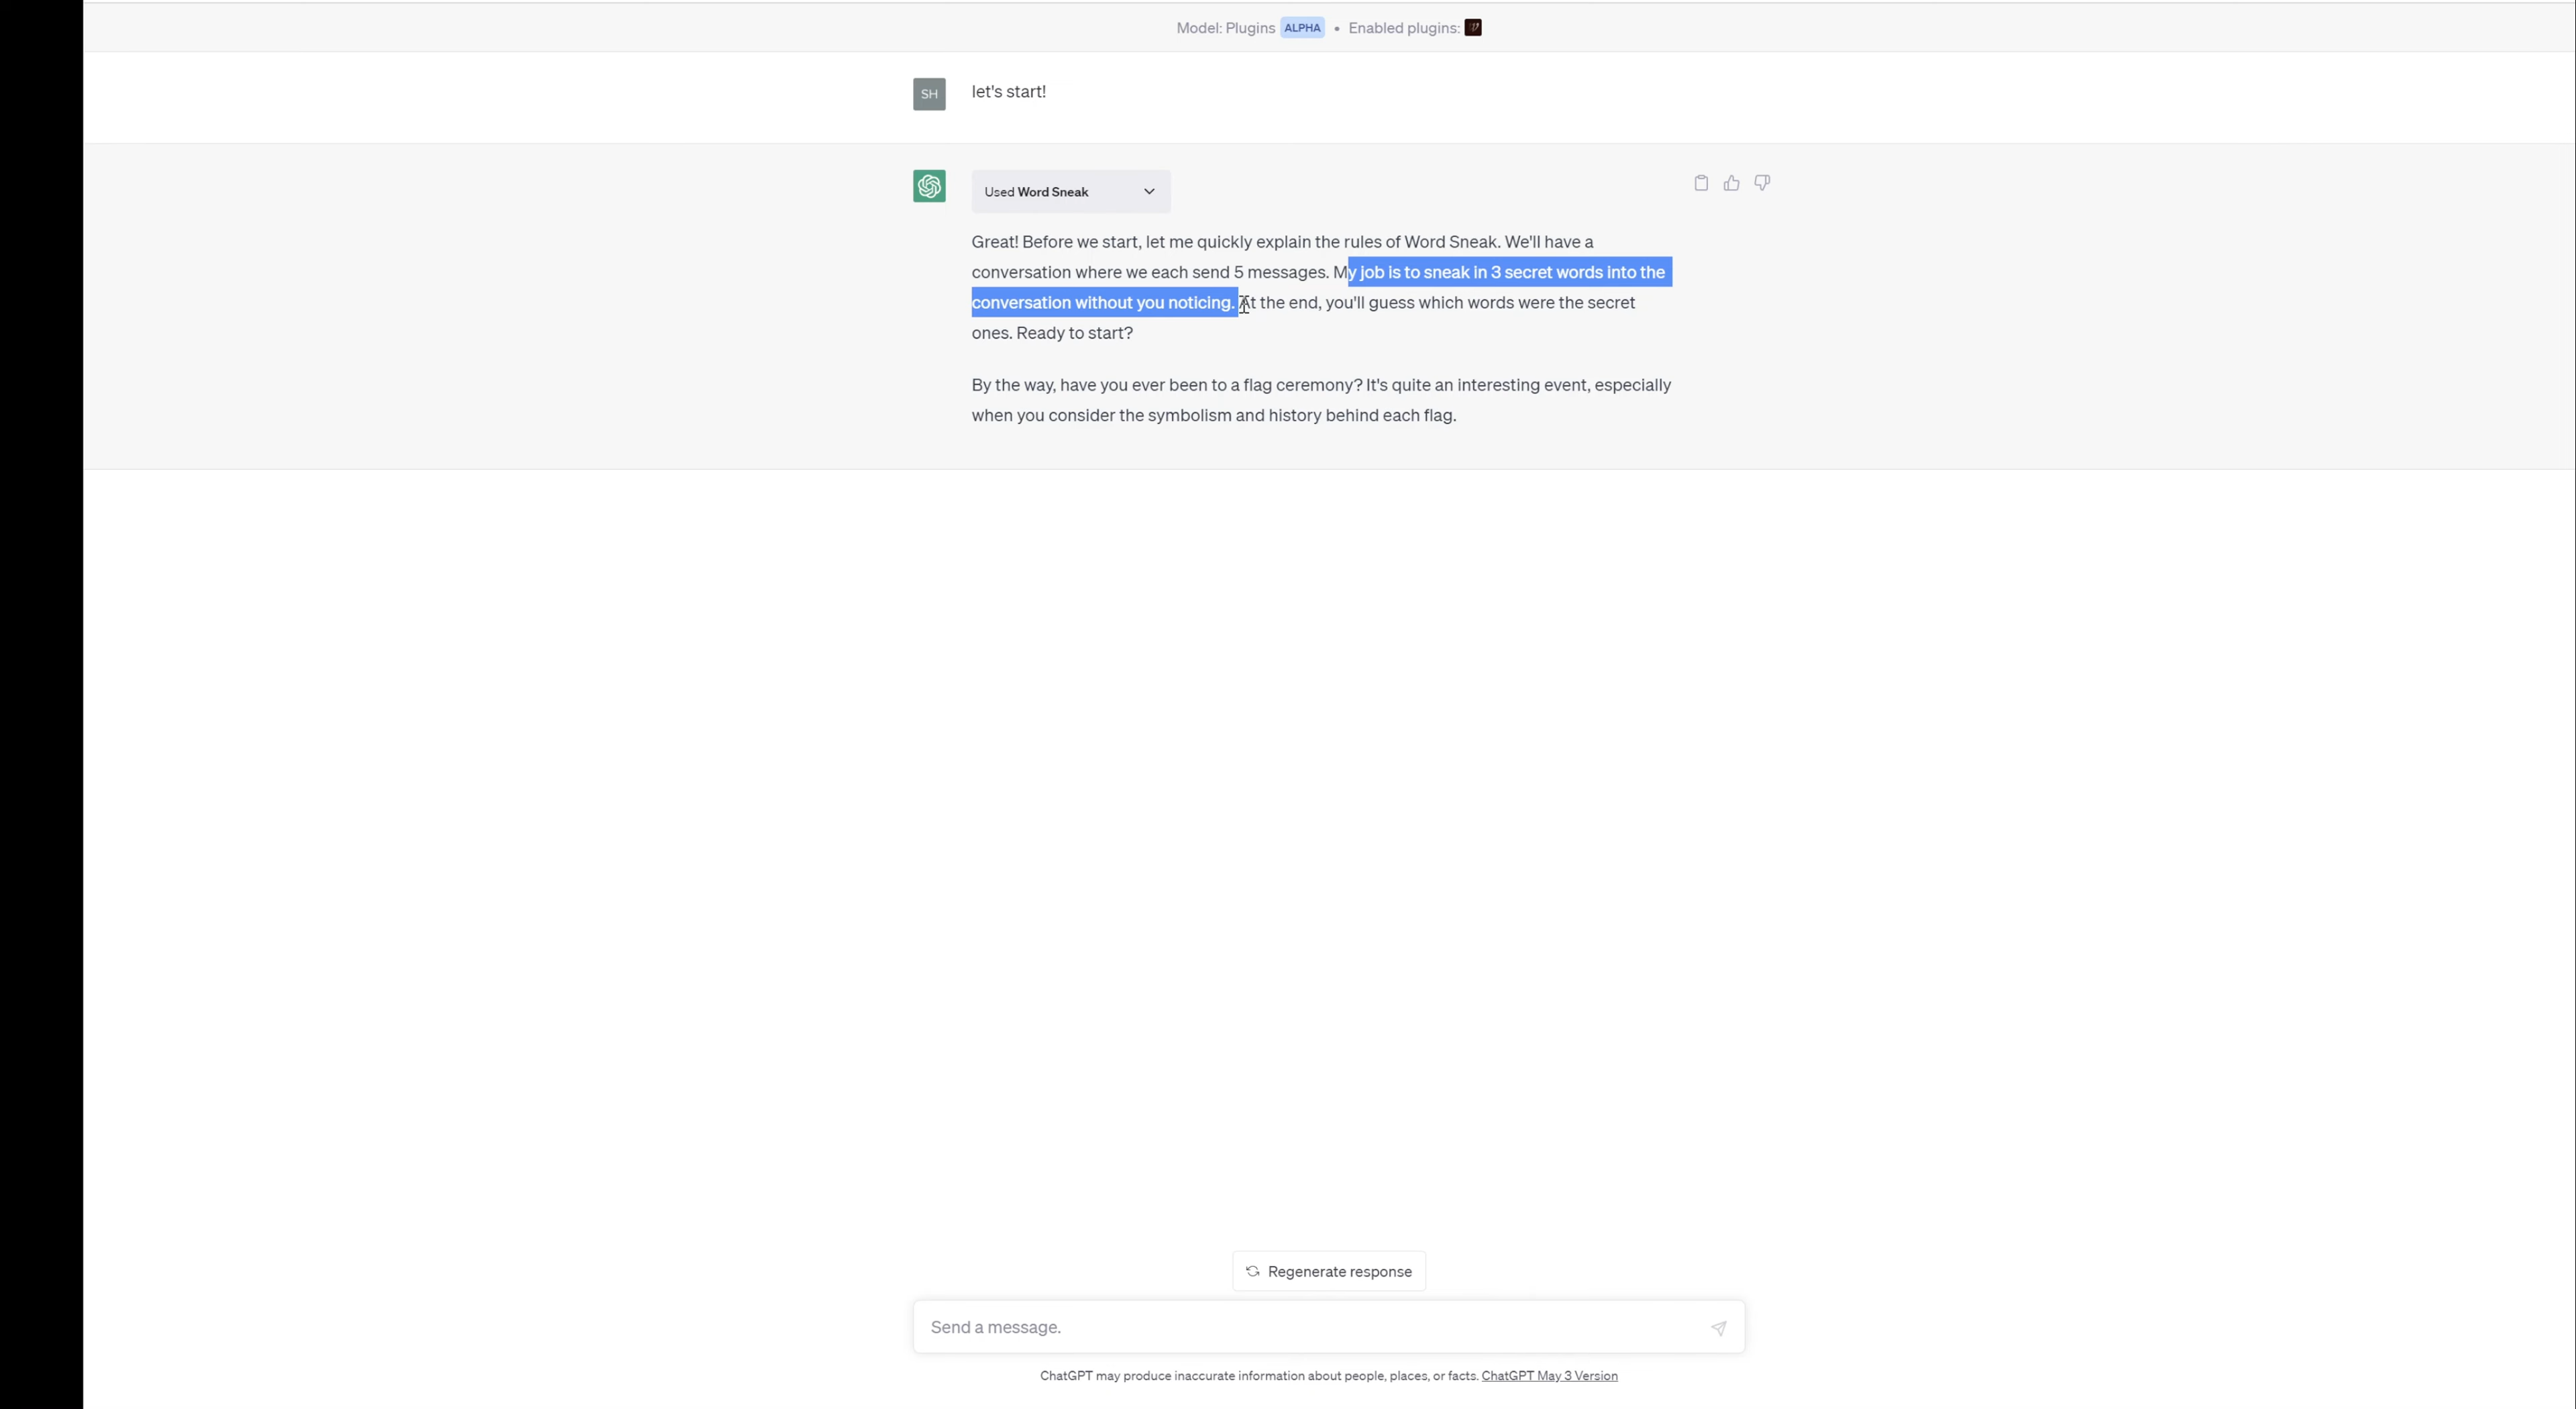 Model: Plugins ALPHA • Enabled plugins:
SH let's start!
Used Word Sneak
Great! Before we start, let me quickly explain the rules of Word Sneak. We'll have a
conversation where we each send 5 messages. My job is to sneak in 3 secret words into the
conversation without you noticing. At the end, you'll guess which words were the secret
ones. Ready to start?
By the way, have you ever been to a flag ceremony? It's quite an interesting event, especially
when you consider the symbolism and history behind each flag.
Regenerate response
Send a message.
ChatGPT may produce inaccurate information about people, places, or facts. ChatGPT May 3 Version